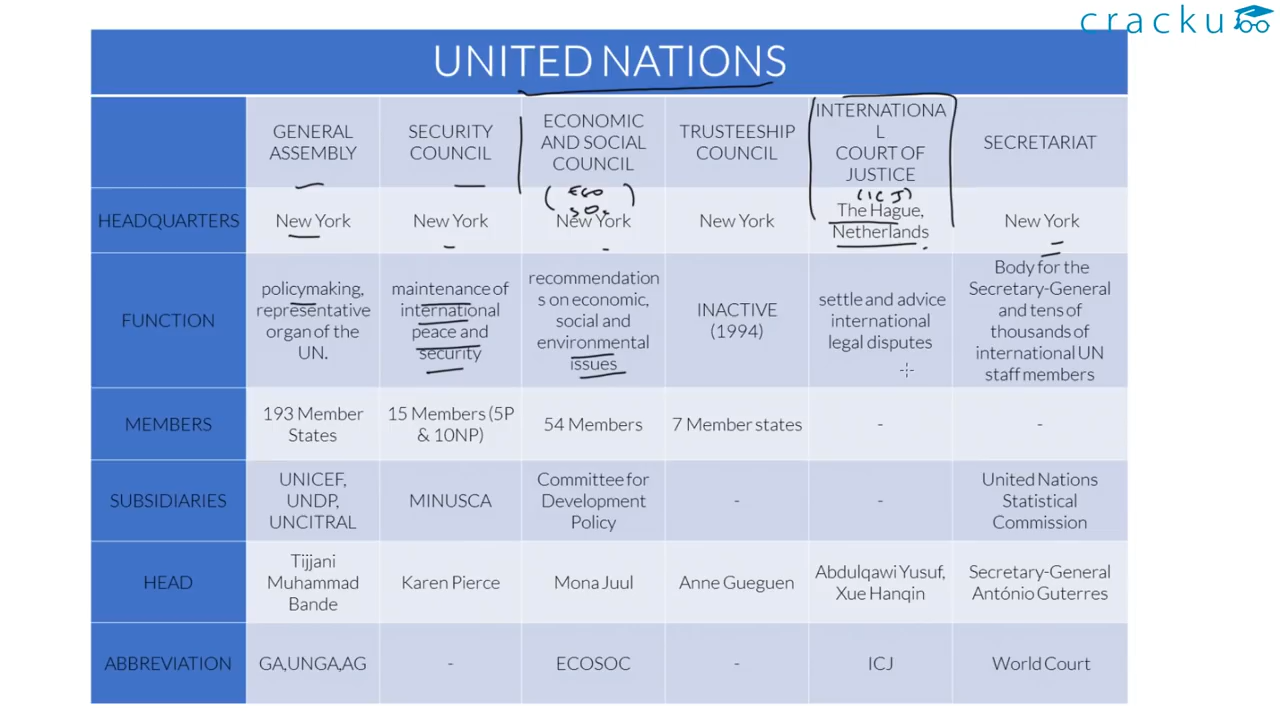 cracku
UNITED NATIONS
GENERAL
ASSEMBLY
SECURITY
COUNCIL
ECONOMIC
AND SOCIAL
COUNCIL
TRUSTEESHIP
COUNCIL
INTERNATIONA
L
COURT OF
JUSTICE
SECRETARIAT
(ECO
SO
(ICJ)
HEADQUARTERS
New York
New York
New York
New York
The Hague,
Netherlands
New York
FUNCTION
policymaking,
representative
organ of the
UN.
maintenance of
international
peace and
security
recommendation
s on economic,
social and
environmental
issues
INACTIVE
(1994)
settle and advice
international
legal disputes
Body for the
Secretary-General
and tens of
thousands of
international UN
staff members
MEMBERS
193 Member
States
15 Members (5P
& 10NP)
54 Members
7 Member states
-
-
SUBSIDIARIES
UNICEF,
UNDP,
UNCITRAL
MINUSCA
Committee for
Development
Policy
-
-
United Nations
Statistical
Commission
HEAD
Tijjani
Muhammad
Bande
Karen Pierce
Mona Juul
Anne Gueguen
Abdulqawi Yusuf,
Xue Hanqin
Secretary-General
António Guterres
ABBREVIATION
GA,UNGA,AG
-
ECOSOC
-
ICJ
World Court